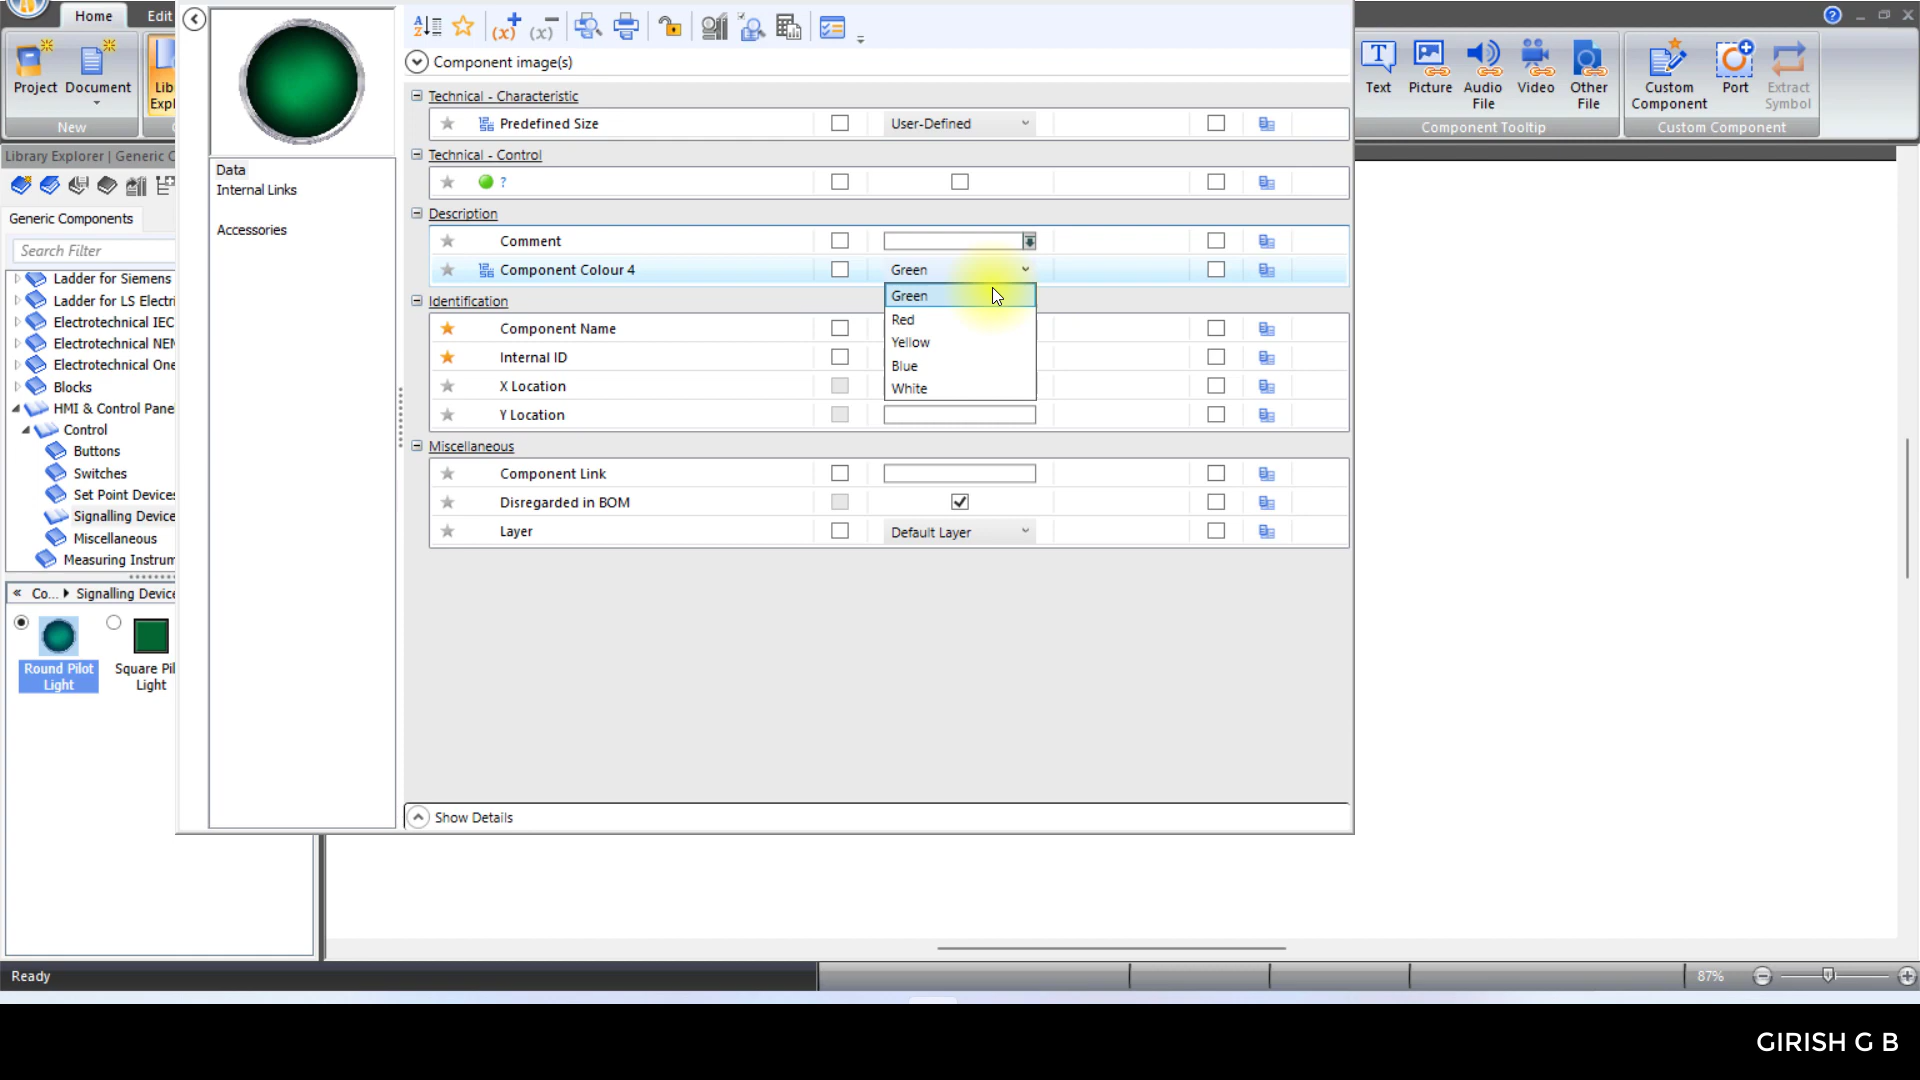 Home Edit
Project Document Lib
Expl
New
Text Picture Audio File Video Other File
Component Tooltip
Custom Component Port Extract Symbol
Custom Component
Library Explorer | Generic C
Generic Components
Search Filter
Ladder for Siemens
Ladder for LS Electri
Electrotechnical IEC
Electrotechnical NEM
Electrotechnical One
Blocks
HMI & Control Pane
Control
Buttons
Switches
Set Point Devices
Signalling Device
Miscellaneous
Measuring Instrum
« Co... Signalling Device
Round Pilot Light
Square Pil
Light
Data
Internal Links
Accessories
A Z (x) (x)
Component image(s)
Technical - Characteristic
Predefined Size User-Defined
Technical - Control
?
Description
Comment
Component Colour 4 Green
Green
Red
Yellow
Blue
White
Identification
Component Name
Internal ID
X Location
Y Location
Miscellaneous
Component Link
Disregarded in BOM
Layer Default Layer
Show Details
Ready 87%
GIRISH G B